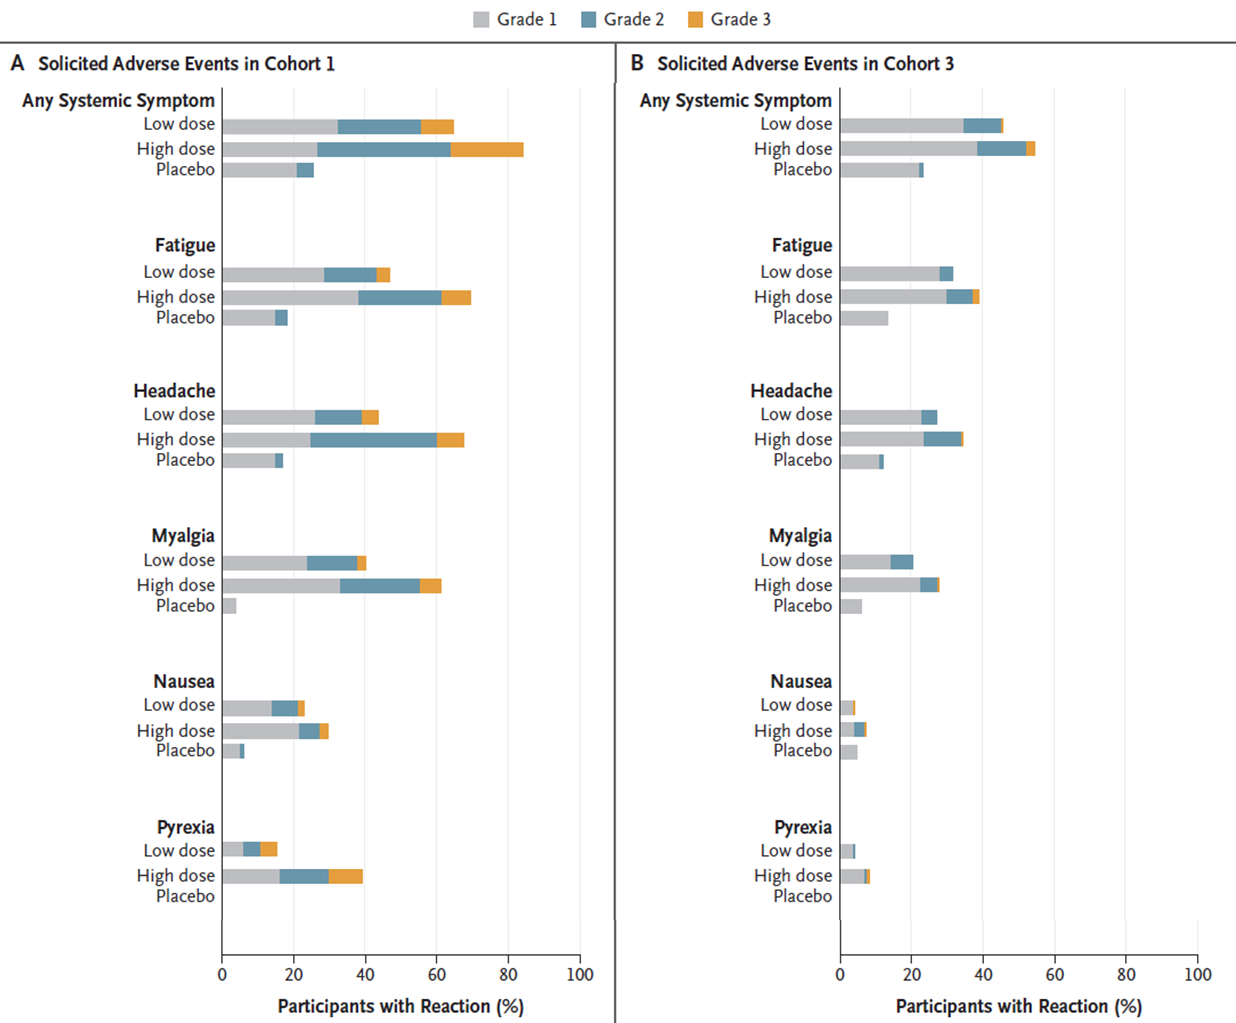 Grade 1 Grade 2 Grade 3
A Solicited Adverse Events in Cohort 1
Any Systemic Symptom
Low dose
High dose
Placebo
Fatigue
Low dose
High dose
Placebo
Headache
Low dose
High dose
Placebo
Myalgia
Low dose
High dose
Placebo
Nausea
Low dose
High dose
Placebo
Pyrexia
Low dose
High dose
Placebo
0 20 40 60 80 100
Participants with Reaction (%)
B Solicited Adverse Events in Cohort 3
Any Systemic Symptom
Low dose
High dose
Placebo
Fatigue
Low dose
High dose
Placebo
Headache
Low dose
High dose
Placebo
Myalgia
Low dose
High dose
Placebo
Nausea
Low dose
High dose
Placebo
Pyrexia
Low dose
High dose
Placebo
0 20 40 60 80 100
Participants with Reaction (%)